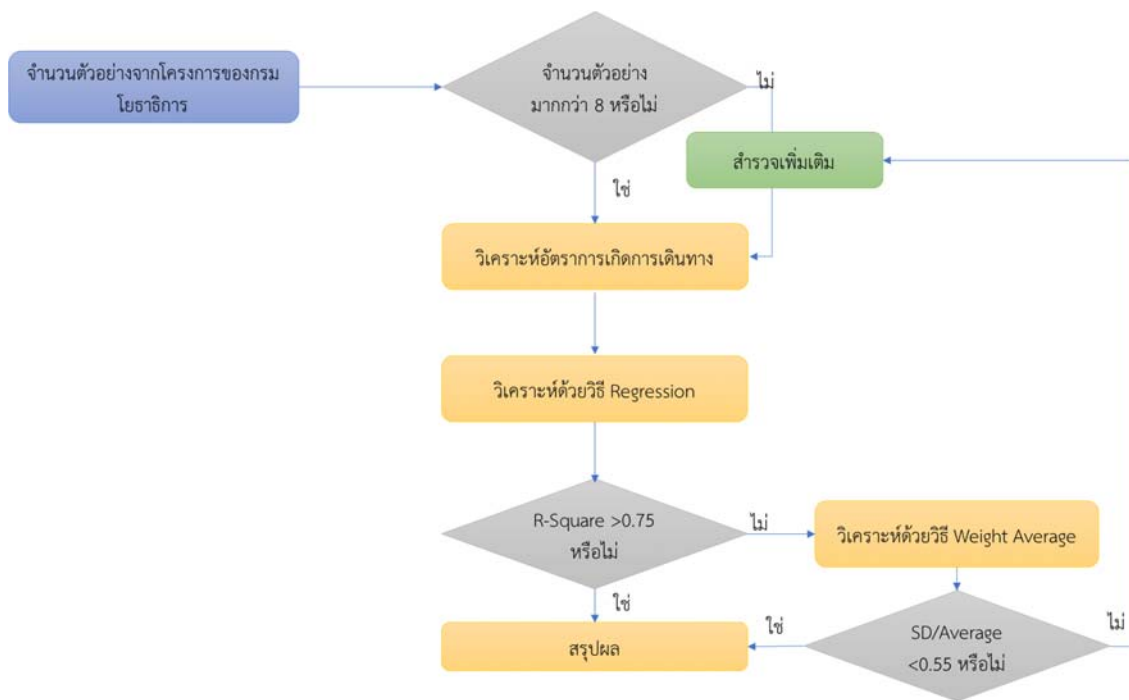 จำนวนตัวอย่างจากโครงการของกรม
โยธาธิการ
จำนวนตัวอย่าง
มากกว่า 8 หรือไม่
ไม่
สำรวจเพิ่มเติม
ใช่
วิเคราะห์อัตราการเกิดการเดินทาง
วิเคราะห์ด้วยวิธี Regression
R-Square >0.75
หรือไม่
ไม่
วิเคราะห์ด้วยวิธี Weight Average
ใช่
สรุปผล
ใช่
SD/Average
<0.55 หรือไม่
ไม่